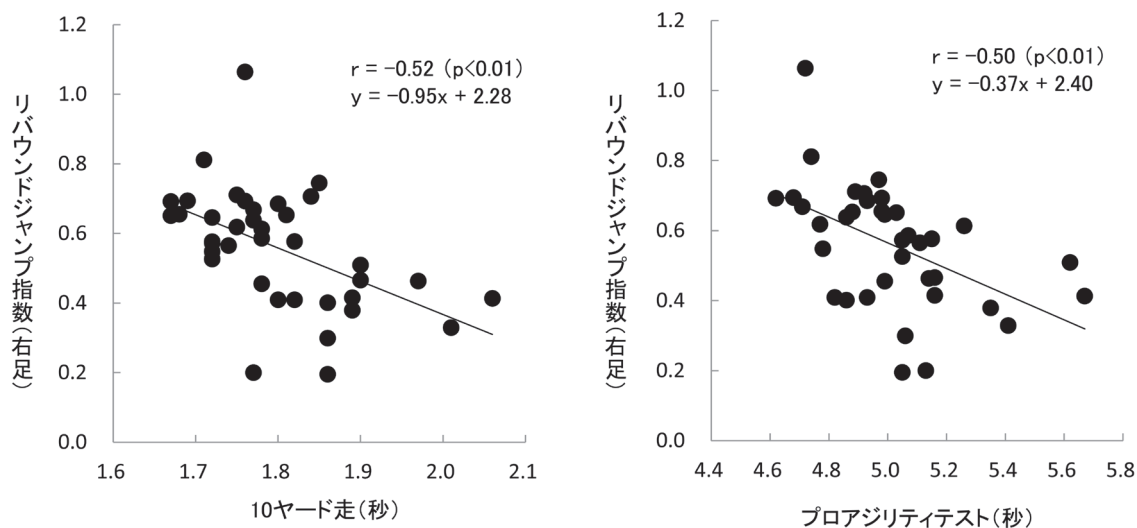 リバウンドジャンプ指数(右足)
1.2
1.0
0.8
0.6
0.4
0.2
0.0
r = −0.52 (p<0.01)
y = −0.95x + 2.28
1.6 1.7 1.8 1.9 2.0 2.1
10ヤード走(秒)
リバウンドジャンプ指数(右足)
1.2
1.0
0.8
0.6
0.4
0.2
0.0
r = −0.50 (p<0.01)
y = −0.37x + 2.40
4.4 4.6 4.8 5.0 5.2 5.4 5.6 5.8
プロアジリティテスト(秒)